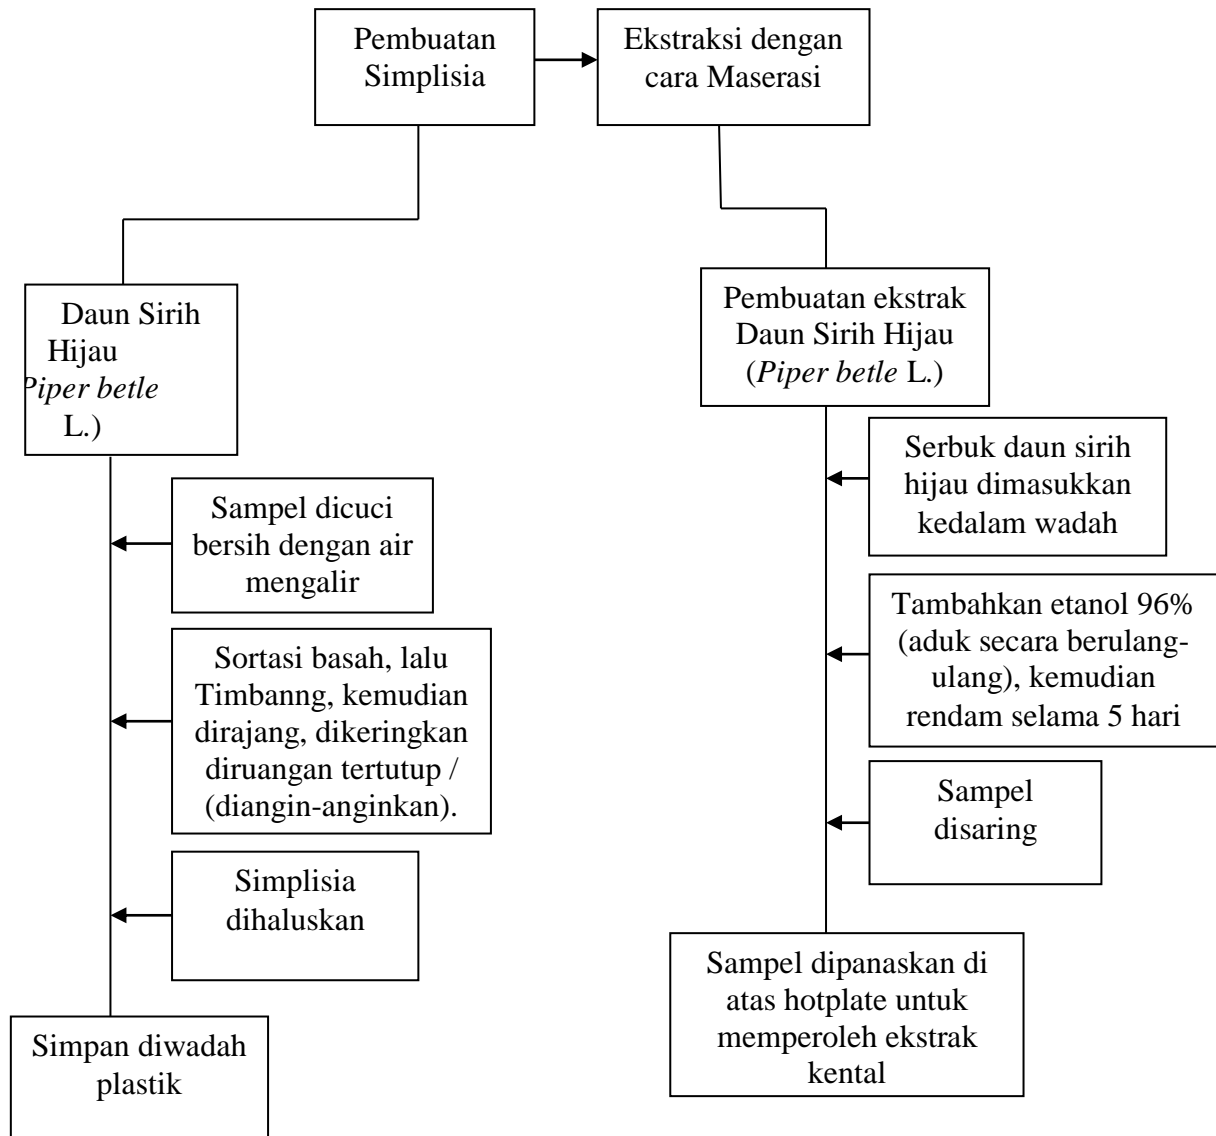 Pembuatan
Simplisia
Ekstraksi dengan
cara Maserasi
Daun Sirih
Hijau
Piper betle
L.)
Sampel dicuci
bersih dengan air
mengalir
Sortasi basah, lalu
Timbanng, kemudian
dirajang, dikeringkan
diruangan tertutup /
(diangin-anginkan).
Simplisia
dihaluskan
Simpan diwadah
plastik
Pembuatan ekstrak
Daun Sirih Hijau
(Piper betle L.)
Serbuk daun sirih
hijau dimasukkan
kedalam wadah
Tambahkan etanol 96%
(aduk secara berulang-
ulang), kemudian
rendam selama 5 hari
Sampel
disaring
Sampel dipanaskan di
atas hotplate untuk
memperoleh ekstrak
kental